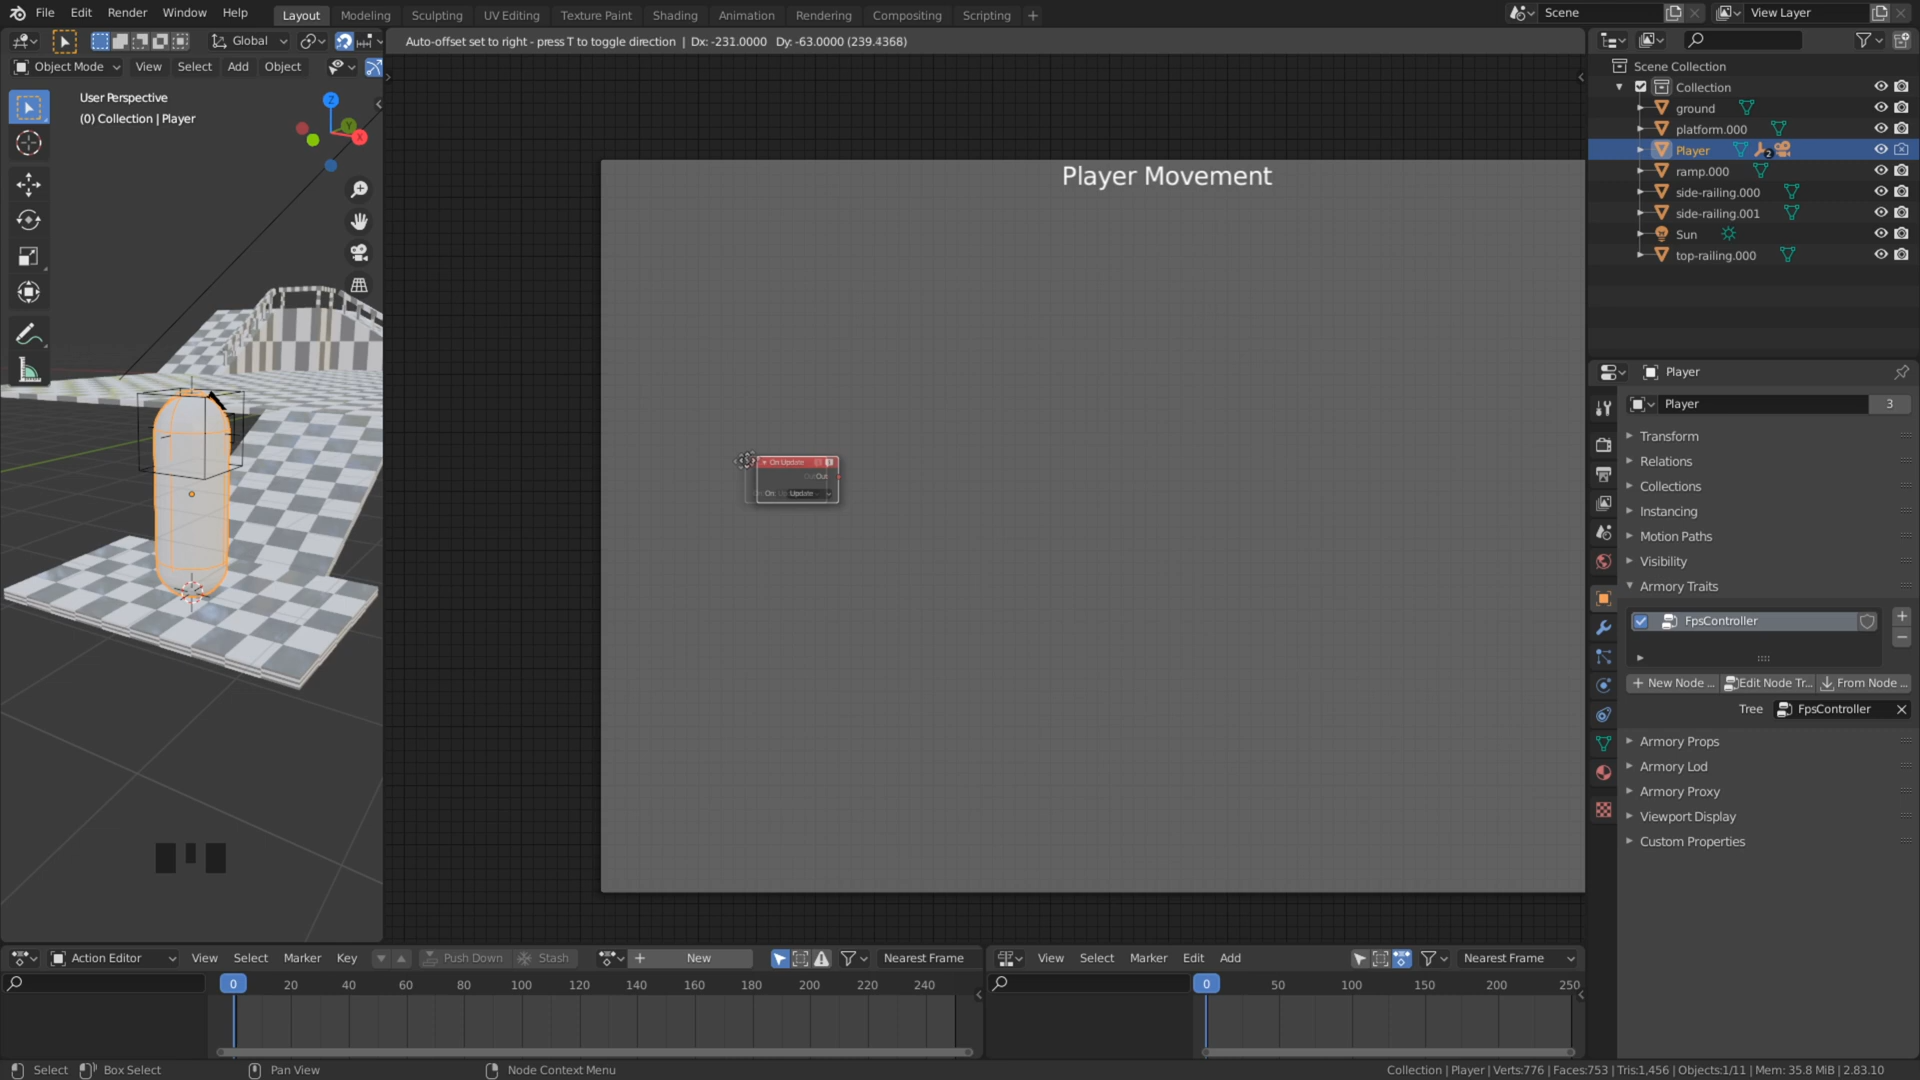 File Edit Render Window Help Layout Modeling Sculpting UV Editing Texture Paint Shading Animation Rendering Compositing Scripting + Scene View Layer
Global Auto-offset set to right - press T to toggle direction | Dx: -231.0000 Dy: -63.0000 (239.4368)
Object Mode View Select Add Object
User Perspective
(0) Collection | Player
Z
Y
X
Player Movement
On Update
Out
On: Update
Scene Collection
Collection
ground
platform.000
Player 2
ramp.000
side-railing.000
side-railing.001
Sun
top-railing.000
Player
Player 3
Transform
Relations
Collections
Instancing
Motion Paths
Visibility
Armory Traits
FpsController
+ New Node ... Edit Node Tr... From Node ...
Tree FpsController
Armory Props
Armory Lod
Armory Proxy
Viewport Display
Custom Properties
Action Editor View Select Marker Key Push Down Stash + New Nearest Frame
0 20 40 60 80 100 120 140 160 180 200 220 240
View Select Marker Edit Add Nearest Frame
0 50 100 150 200 250
Select Box Select Pan View Node Context Menu Collection | Player | Verts:776 | Faces:753 | Tris:1,456 | Objects:1/11 | Mem: 35.8 MiB | 2.83.10